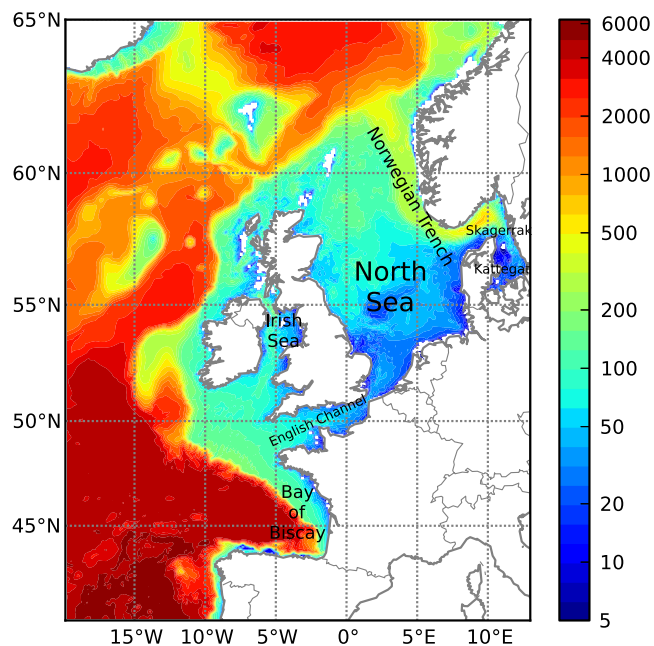 65°N
60°N
55°N
50°N
45°N
15°W
10°W
5°W
0°
5°E
10°E
Norwegian Trench
Skagerrak
Kattegat
North
Sea
Irish
Sea
English Channel
Bay
of
Biscay
6000
4000
2000
1000
500
200
100
50
20
10
5